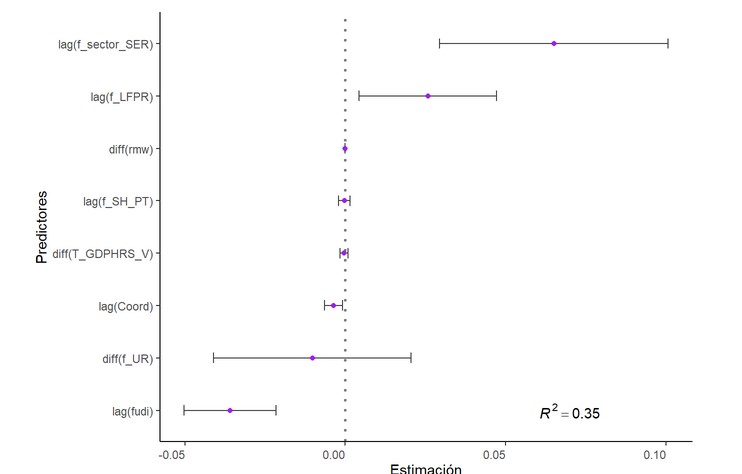 lag(f_sector_SER)
lag(f_LFPR)
diff(rmw)
lag(f_SH_PT)
diff(T_GDPHRS_V)
lag(Coord)
diff(f_UR)
lag(fudi)
Predictores
R² = 0.35
-0.05 0.00 0.05 0.10
Estimación